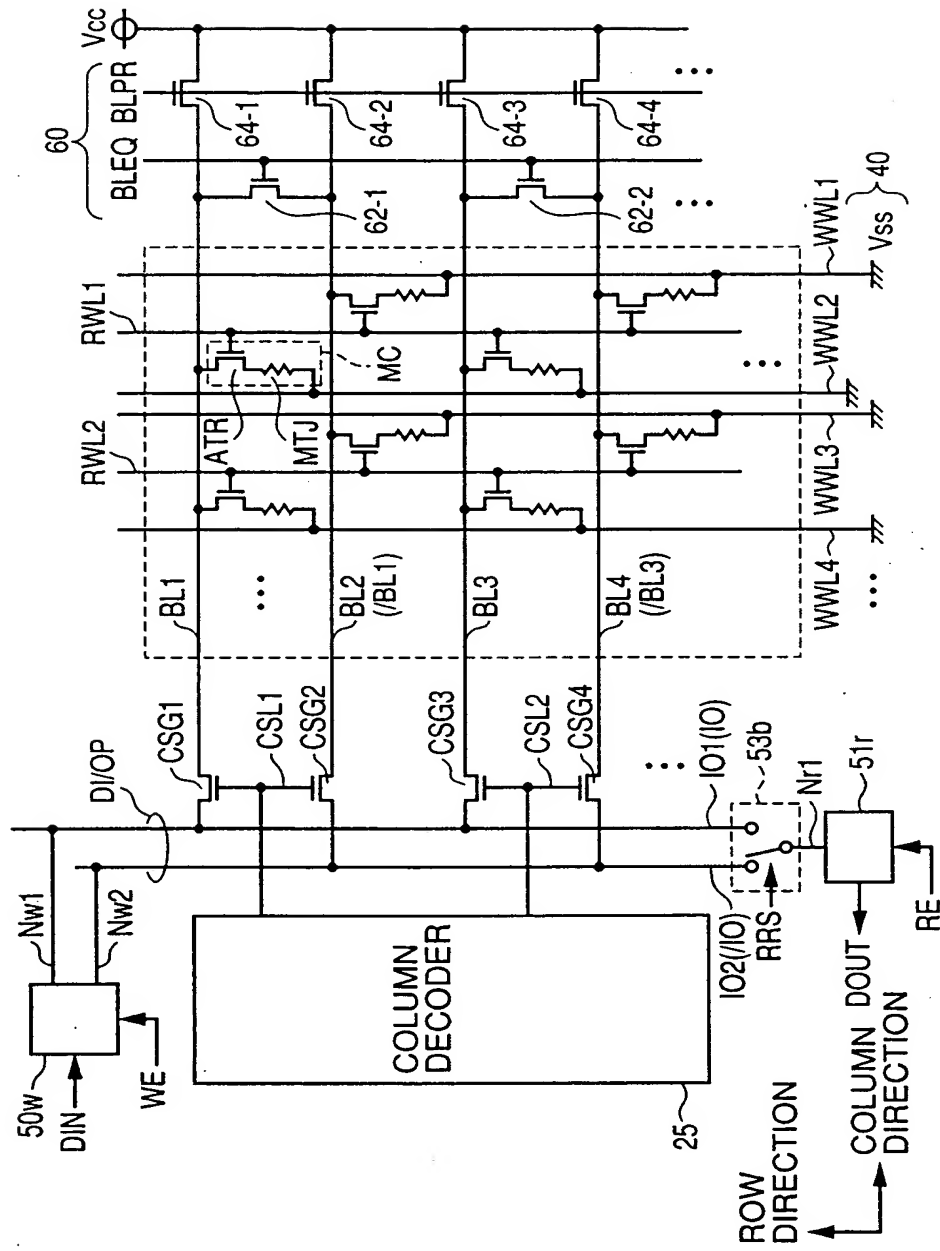 Vcc
60
BLEQ BLPR
64-1
64-2
64-3
64-4
62-1
62-2
RWL1
RWL2
ATR
MTJ
MC
WWL1
WWL2
WWL3
WWL4
Vss
40
BL1
BL2
(/BL1)
BL3
BL4
(/BL3)
CSG1
CSL1
CSG2
CSG3
CSL2
CSG4
DI/OP
Nw1
Nw2
50w
DIN
WE
COLUMN
DECODER
25
IO1(IO)
IO2(/IO)
53b
RRS
Nr1
51r
RE
DOUT
ROW
DIRECTION
COLUMN
DIRECTION